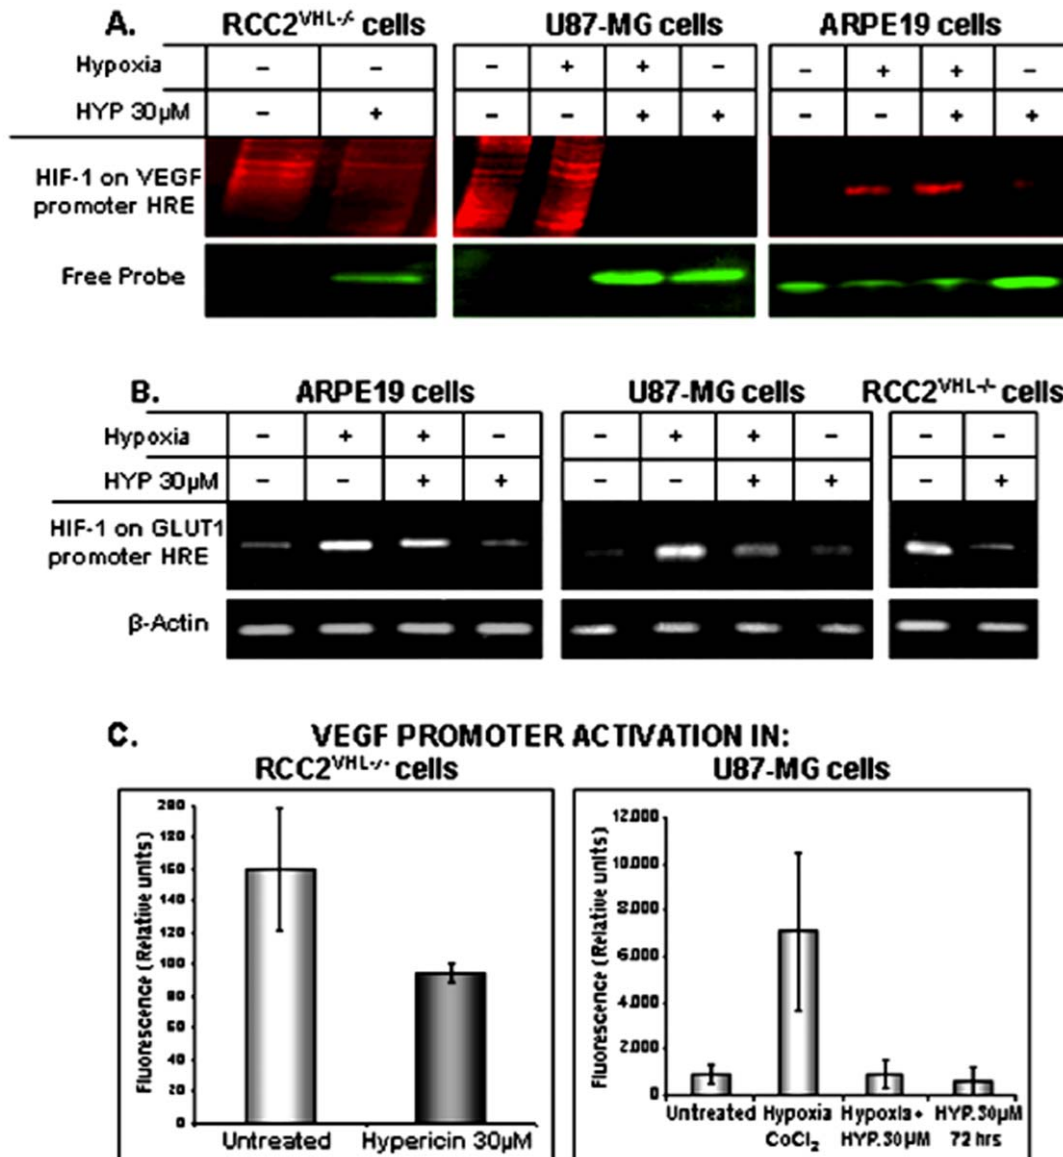 A. RCC2VHL-/- cells U87-MG cells ARPE19 cells
Hypoxia − − − + + − − + + −
HYP 30µM − + − − + + − − + +
HIF-1 on VEGF
promoter HRE
Free Probe
B. ARPE19 cells U87-MG cells RCC2VHL-/- cells
Hypoxia − + + − − + + − − −
HYP 30µM − − + + − − + + − +
HIF-1 on GLUT1
promoter HRE
β-Actin
C. VEGF PROMOTER ACTIVATION IN:
RCC2VHL-/- cells U87-MG cells
Fluorescence (Relative units)
160
140
120
100
80
60
40
20
0
Untreated Hypericin 30µM
Fluorescence (Relative units)
12.000
10.000
8.000
6.000
4.000
2.000
0
Untreated Hypoxia Hypoxia+ HYP.30µM
CoCl2 HYP.30µM 72 hrs